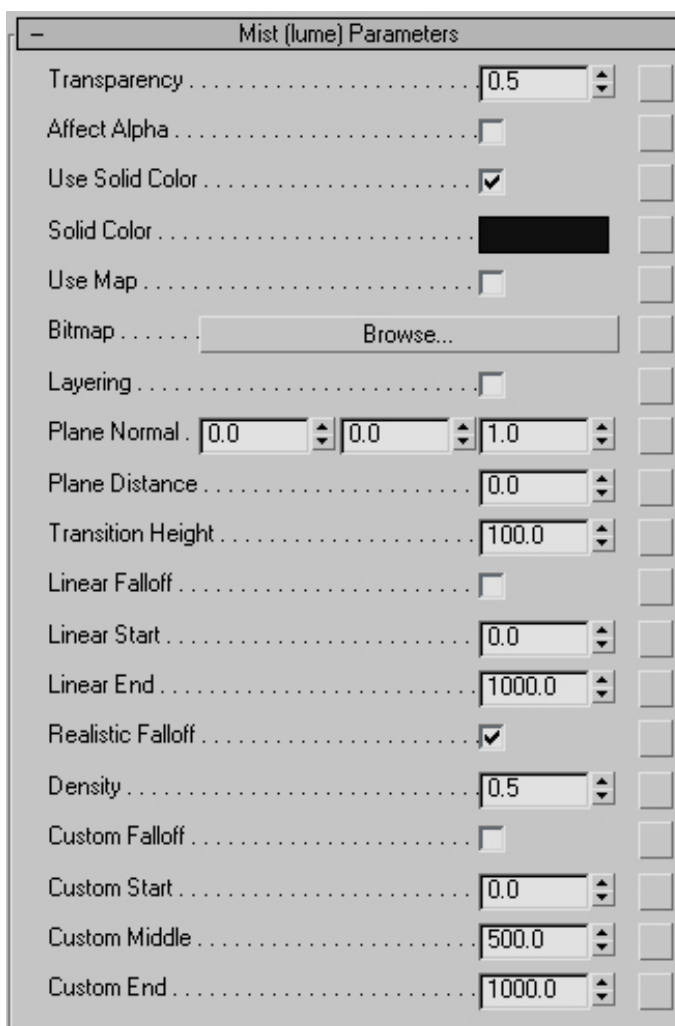 − Mist (lume) Parameters
Transparency . . . . . . . . . . . . . . . . . . . . . . . . 0.5
Affect Alpha . . . . . . . . . . . . . . . . . . . . . . . . .
Use Solid Color . . . . . . . . . . . . . . . . . . . . . .
Solid Color . . . . . . . . . . . . . . . . . . . . . . . . . .
Use Map . . . . . . . . . . . . . . . . . . . . . . . . . . .
Bitmap . . . . . . . Browse...
Layering . . . . . . . . . . . . . . . . . . . . . . . . . . . .
Plane Normal . 0.0 0.0 1.0
Plane Distance . . . . . . . . . . . . . . . . . . . . . . 0.0
Transition Height . . . . . . . . . . . . . . . . . . . . . 100.0
Linear Falloff . . . . . . . . . . . . . . . . . . . . . . . . .
Linear Start . . . . . . . . . . . . . . . . . . . . . . . . . 0.0
Linear End . . . . . . . . . . . . . . . . . . . . . . . . . . 1000.0
Realistic Falloff . . . . . . . . . . . . . . . . . . . . . .
Density . . . . . . . . . . . . . . . . . . . . . . . . . . . . . 0.5
Custom Falloff . . . . . . . . . . . . . . . . . . . . . . .
Custom Start . . . . . . . . . . . . . . . . . . . . . . . . 0.0
Custom Middle . . . . . . . . . . . . . . . . . . . . . . . 500.0
Custom End . . . . . . . . . . . . . . . . . . . . . . . . . 1000.0